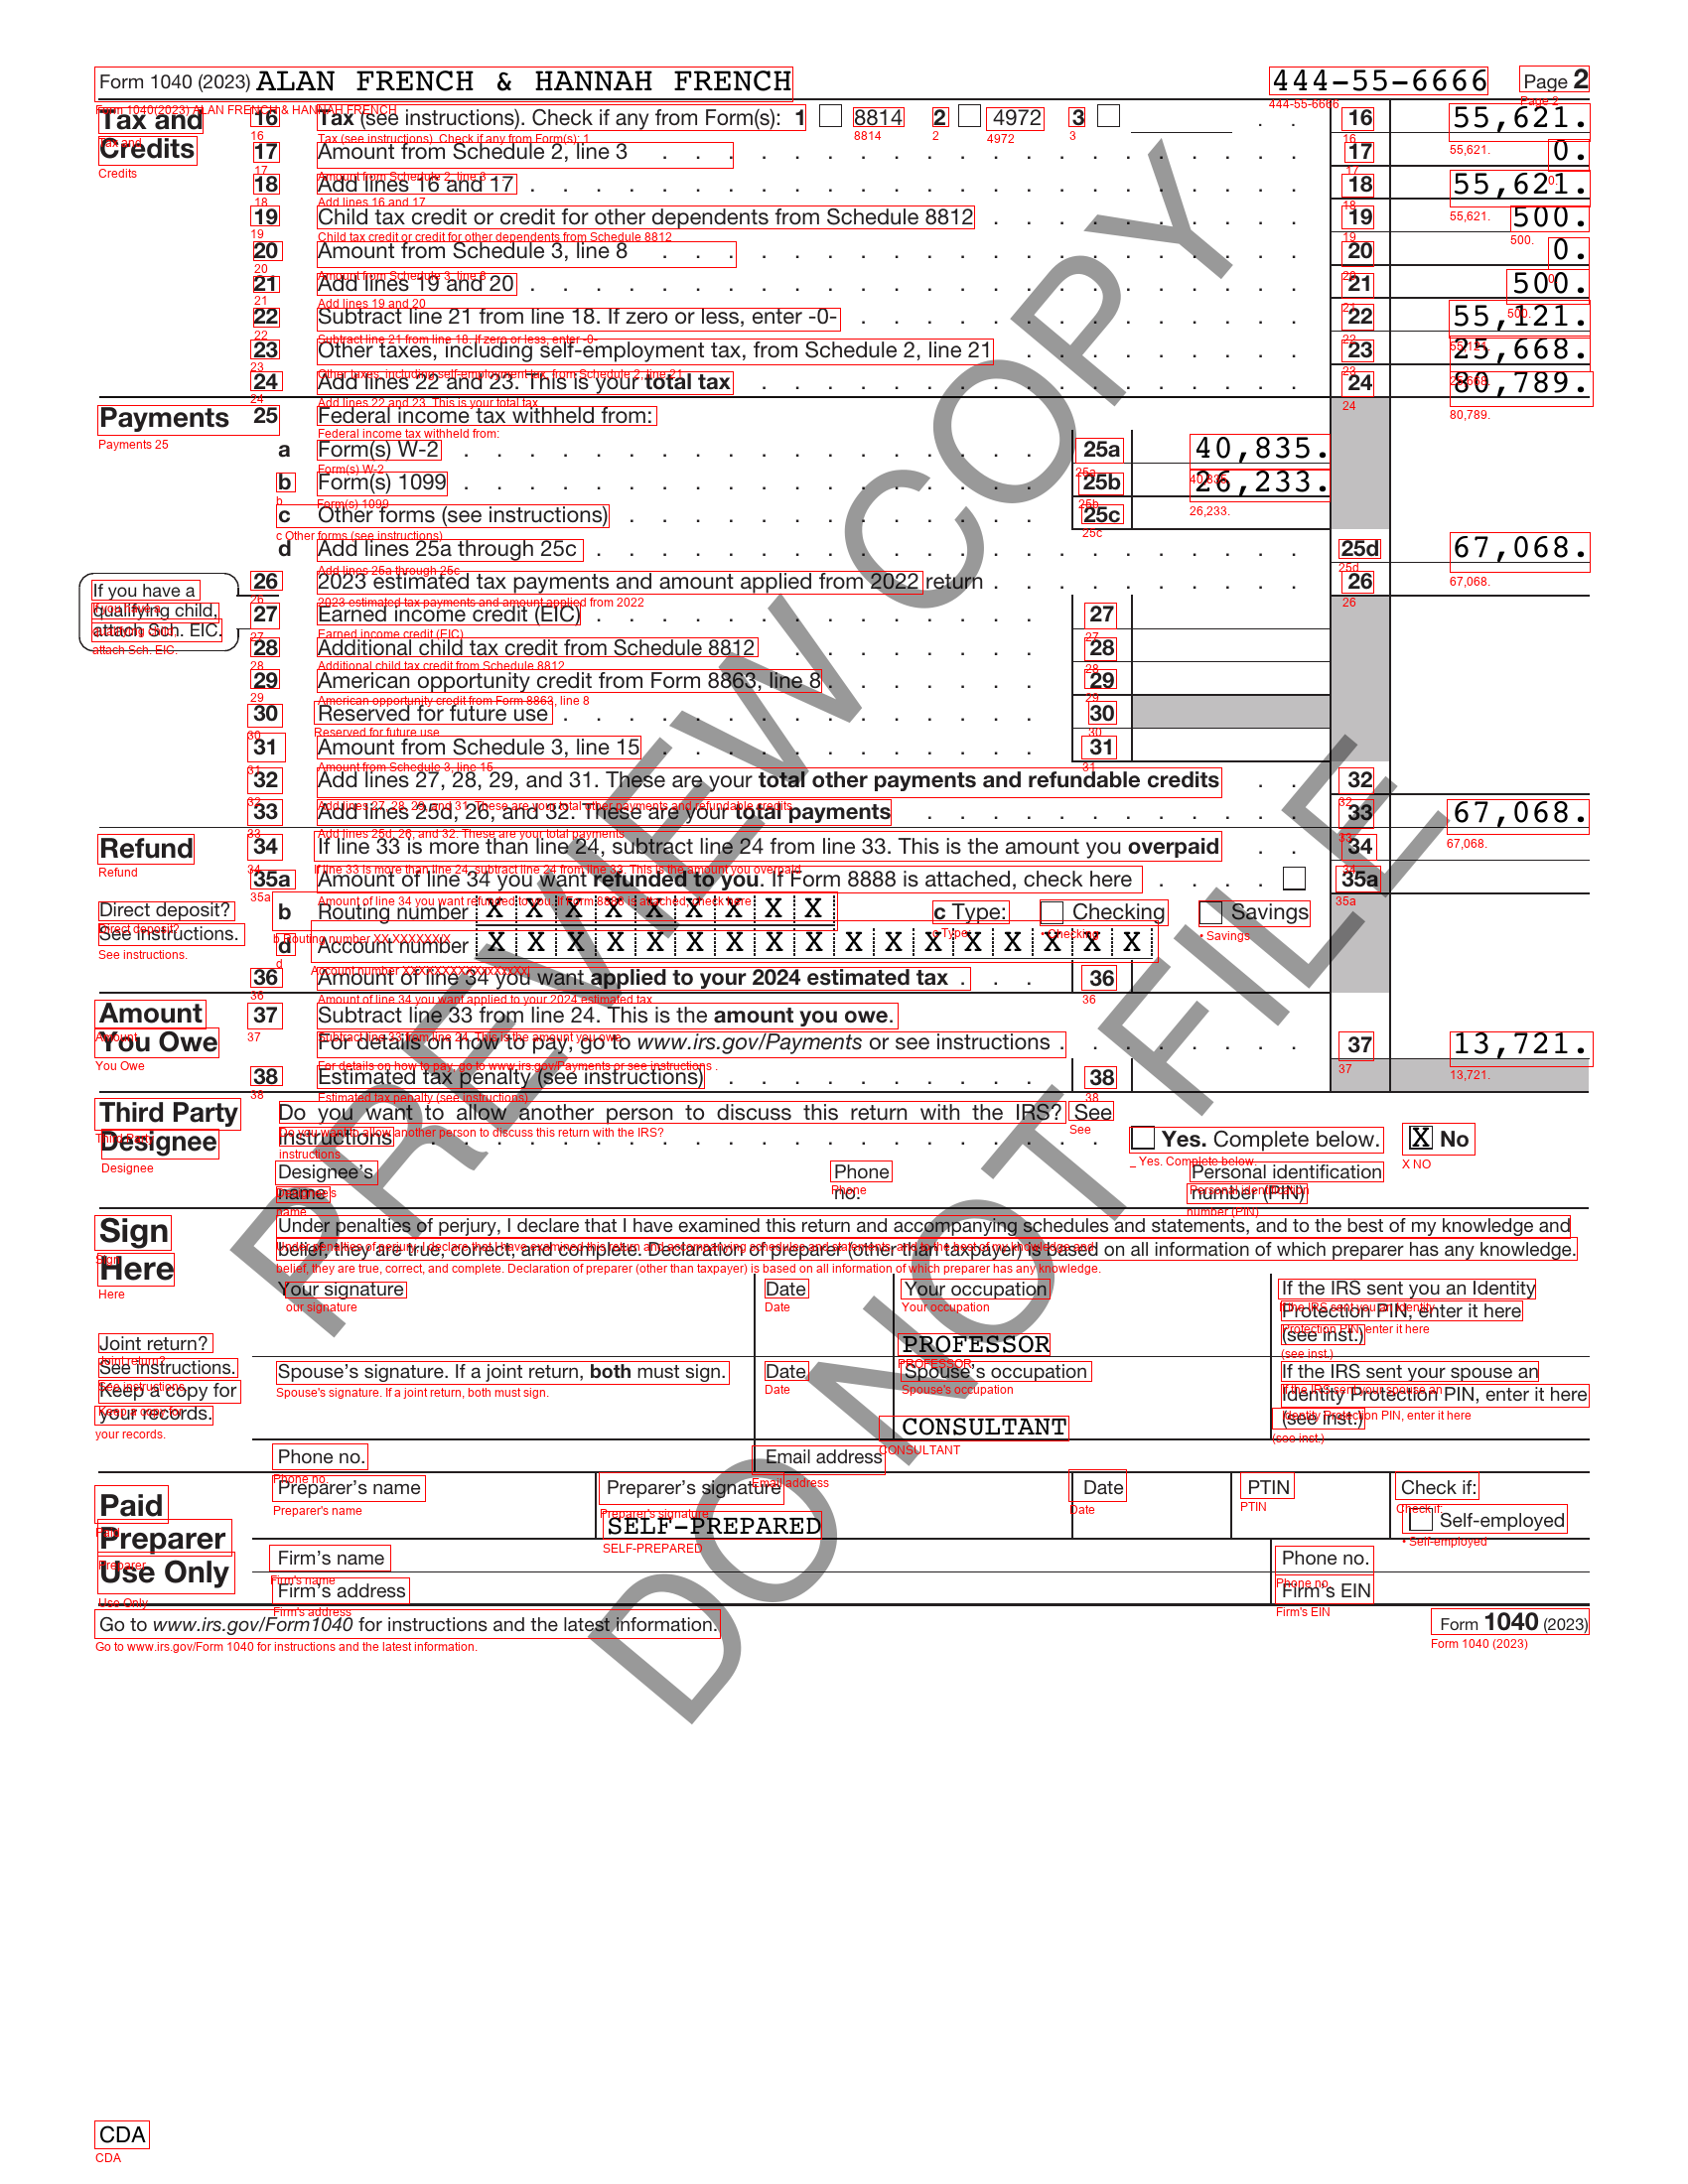 Form 1040 (2023) ALAN FRENCH & HANNAH FRENCH 444-55-6666 Page 2
Tax and Credits
16 Tax (see instructions). Check if any from Form(s): 1 8814 2 4972 3 . . 16 55,621.
17 Amount from Schedule 2, line 3 17 0.
18 Add lines 16 and 17 18 55,621.
19 Child tax credit or credit for other dependents from Schedule 8812 19 500.
20 Amount from Schedule 3, line 8 20 0.
21 Add lines 19 and 20 21 500.
22 Subtract line 21 from line 18. If zero or less, enter -0- 22 55,121.
23 Other taxes, including self-employment tax, from Schedule 2, line 21 23 25,668.
24 Add lines 22 and 23. This is your total tax 24 80,789.
Payments 25 Federal income tax withheld from:
a Form(s) W-2 25a 40,835.
b Form(s) 1099 25b 26,233.
c Other forms (see instructions) 25c
d Add lines 25a through 25c 25d 67,068.
If you have a qualifying child, attach Sch. EIC.
26 2023 estimated tax payments and amount applied from 2022 return 26
27 Earned income credit (EIC) 27
28 Additional child tax credit from Schedule 8812 28
29 American opportunity credit from Form 8863, line 8 29
30 Reserved for future use 30
31 Amount from Schedule 3, line 15 31
32 Add lines 27, 28, 29, and 31. These are your total other payments and refundable credits 32
33 Add lines 25d, 26, and 32. These are your total payments 33 67,068.
Refund
34 If line 33 is more than line 24, subtract line 24 from line 33. This is the amount you overpaid 34
35a Amount of line 34 you want refunded to you. If Form 8888 is attached, check here 35a
Direct deposit? See instructions.
b Routing number X X X X X X X X X c Type: Checking Savings
d Account number X X X X X X X X X X X X X X X X X
36 Amount of line 34 you want applied to your 2024 estimated tax 36
Amount You Owe
37 Subtract line 33 from line 24. This is the amount you owe.
For details on how to pay, go to www.irs.gov/Payments or see instructions 37 13,721.
38 Estimated tax penalty (see instructions) 38
Third Party Designee
Do you want to allow another person to discuss this return with the IRS? See
instructions Yes. Complete below. X No
Designee's name Phone no. Personal identification number (PIN)
Sign Here
Under penalties of perjury, I declare that I have examined this return and accompanying schedules and statements, and to the best of my knowledge and
belief, they are true, correct, and complete. Declaration of preparer (other than taxpayer) is based on all information of which preparer has any knowledge.
Your signature Date Your occupation If the IRS sent you an Identity Protection PIN, enter it here (see inst.)
PROFESSOR
Joint return? See instructions. Keep a copy for your records.
Spouse's signature. If a joint return, both must sign. Date Spouse's occupation If the IRS sent your spouse an Identity Protection PIN, enter it here (see inst.)
CONSULTANT
Phone no. Email address
Paid Preparer Use Only
Preparer's name Preparer's signature Date PTIN Check if:
SELF-PREPARED Self-employed
Firm's name Phone no.
Firm's address Firm's EIN
Go to www.irs.gov/Form1040 for instructions and the latest information. Form 1040 (2023)
PREVIEW COPY
DO NOT FILE
CDA